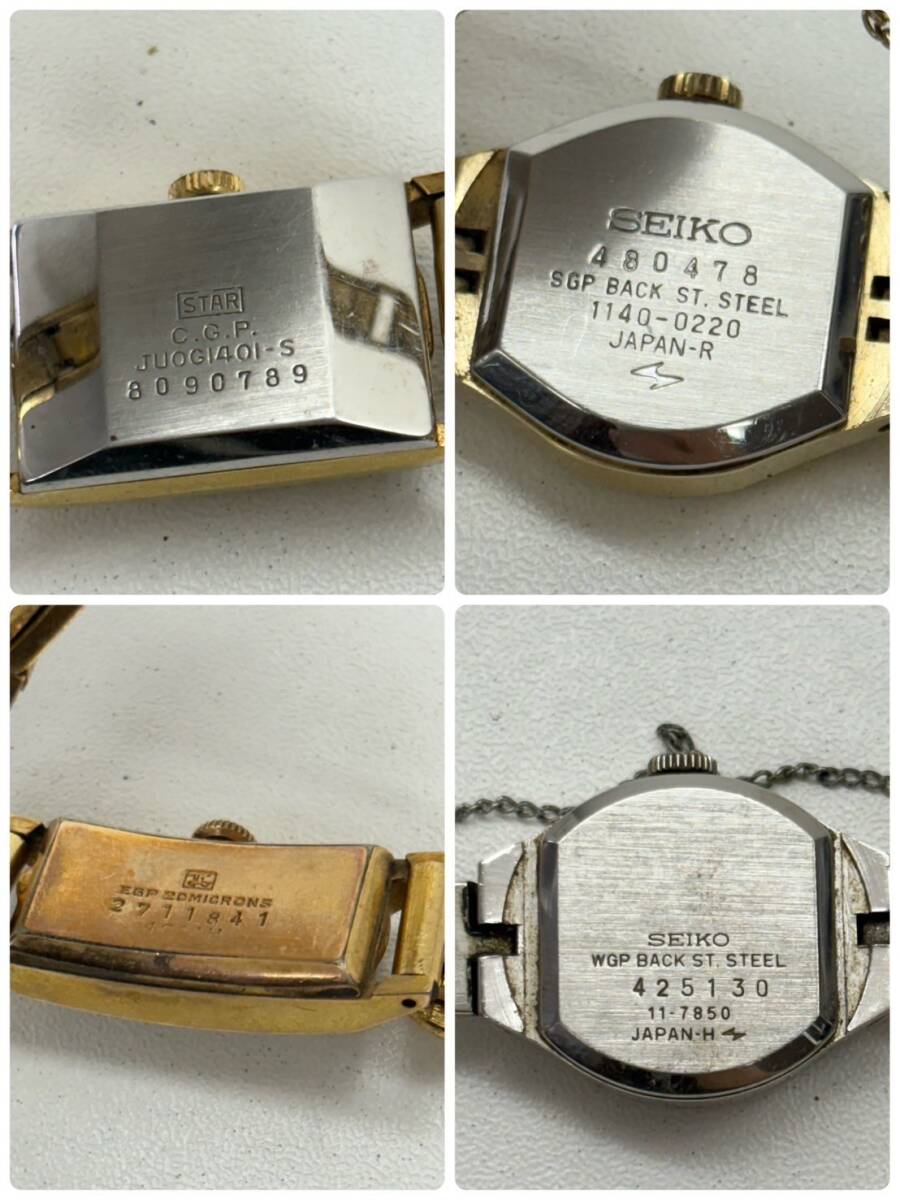 STAR
C.G.P.
JUOG1401-S
8090789
SEIKO
480478
SGP BACK ST. STEEL
1140-0220
JAPAN-R
EGP 20MICRONS
2711841
SEIKO
WGP BACK ST. STEEL
425130
11-7850
JAPAN-H